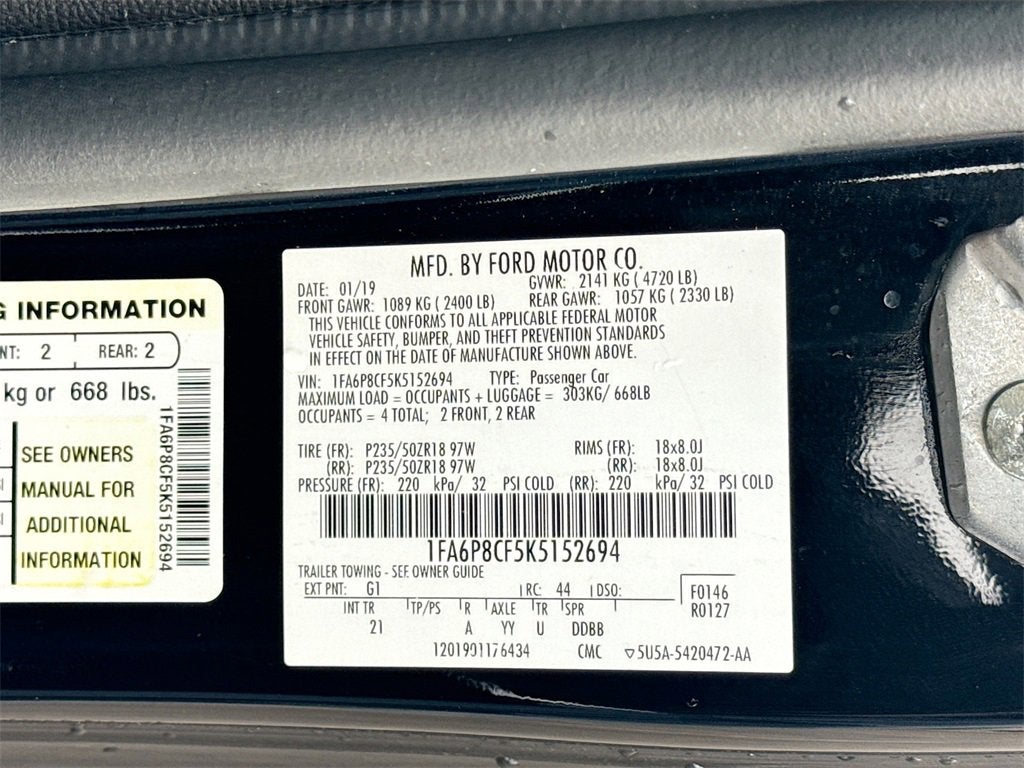 G INFORMATION
NT: 2 REAR: 2
kg or 668 lbs.
SEE OWNERS
MANUAL FOR
ADDITIONAL
INFORMATION
1FA6P8CF5K5152694
MFD. BY FORD MOTOR CO.
DATE: 01/19 GVWR: 2141 KG ( 4720 LB)
FRONT GAWR: 1089 KG ( 2400 LB) REAR GAWR: 1057 KG ( 2330 LB)
THIS VEHICLE CONFORMS TO ALL APPLICABLE FEDERAL MOTOR
VEHICLE SAFETY, BUMPER, AND THEFT PREVENTION STANDARDS
IN EFFECT ON THE DATE OF MANUFACTURE SHOWN ABOVE.
VIN: 1FA6P8CF5K5152694 TYPE: Passenger Car
MAXIMUM LOAD = OCCUPANTS + LUGGAGE = 303KG/ 668LB
OCCUPANTS = 4 TOTAL; 2 FRONT, 2 REAR
TIRE (FR): P235/50ZR18 97W RIMS (FR): 18x8.0J
(RR): P235/50ZR18 97W (RR): 18x8.0J
PRESSURE (FR): 220 kPa/ 32 PSI COLD (RR): 220 kPa/ 32 PSI COLD
1FA6P8CF5K5152694
TRAILER TOWING - SEE OWNER GUIDE
EXT PNT: G1 RC: 44 DSO: F0146
INT TR TP/PS R AXLE TR SPR R0127
21 A YY U DDBB
1201901176434 CMC ▽5U5A-5420472-AA